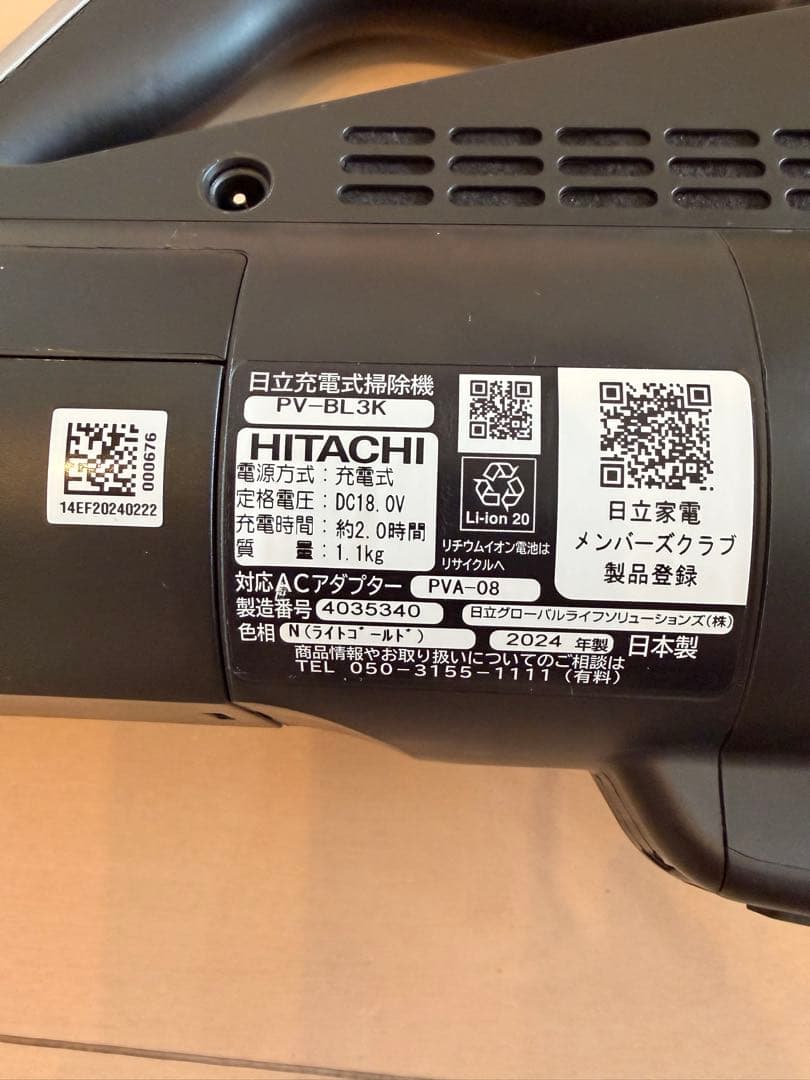 日立充電式掃除機
PV-BL3K
HITACHI
電源方式：充電式
定格電圧：DC18.0V
充電時間：約2.0時間
質　　量：1.1kg
Li-ion 20
リチウムイオン電池は
リサイクルへ
日立家電
メンバーズクラブ
製品登録
対応ACアダプター PVA-08
製造番号 4035340 日立グローバルライフソリューションズ(株)
色相 N(ライトゴールド) 2024 年製 日本製
商品情報やお取り扱いについてのご相談は
TEL 050-3155-1111(有料)
000676
14EF20240222